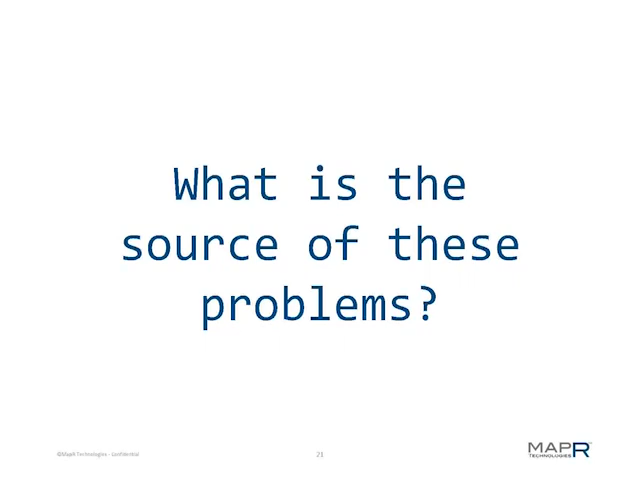 What is the
source of these
problems?
©MapR Technologies - Confidential
21
MAPR
TECHNOLOGIES